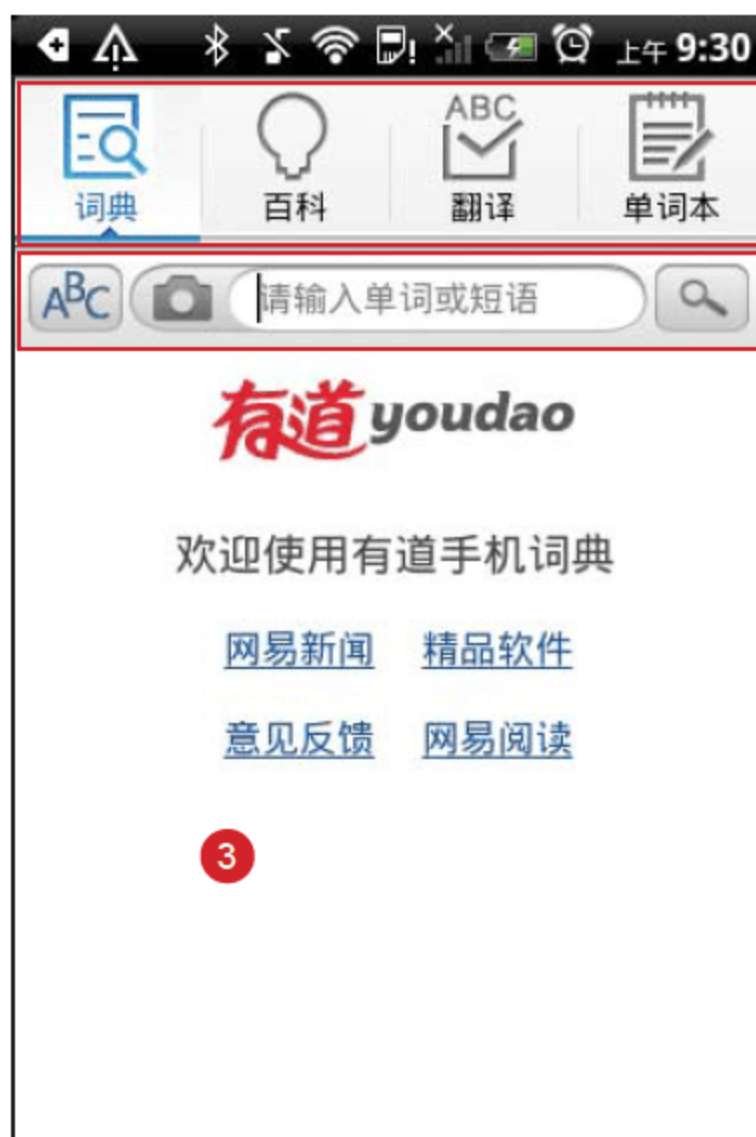 上午 9:30
ABC
词典 百科 翻译 单词本
ABC 请输入单词或短语
有道 youdao
欢迎使用有道手机词典
网易新闻 精品软件
意见反馈 网易阅读
3